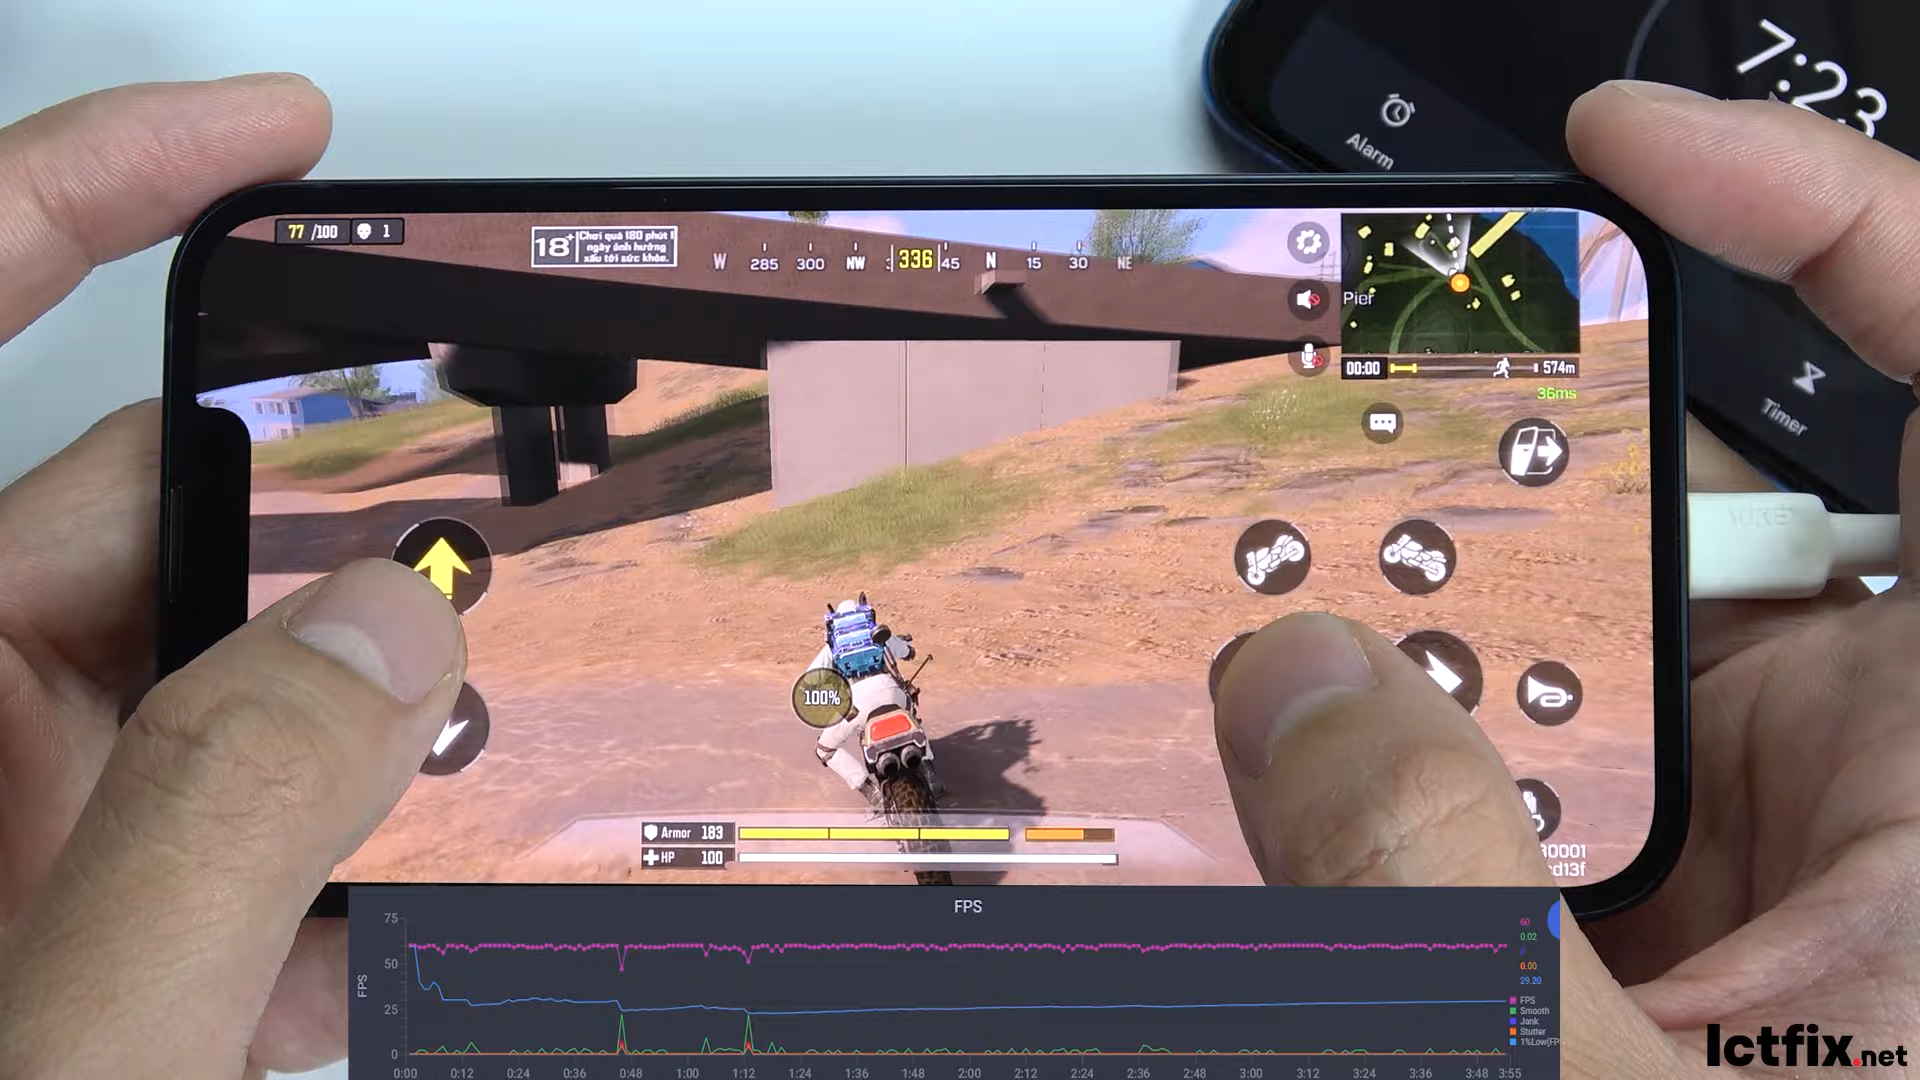 7:23
Alarm
Timer
77 /100
1
18+
Chơi quá 180 phút 1
ngày ảnh hưởng
xấu tới sức khỏe.
W 285 300 NW 336 45 N 15 30 NE
Pier
00:00 574m
36ms
100%
Armor 183
HP 100
30001
cd13f
FPS
75
50
25
0
FPS
0:00 0:12 0:24 0:36 0:48 1:00 1:12 1:24 1:36 1:48 2:00 2:12 2:24 2:36 2:48 3:00 3:12 3:24 3:36 3:48 3:55
60
0.02
0.00
29.20
FPS
Smooth
Jank
Stutter
1%Low(FP
Ictfix.net